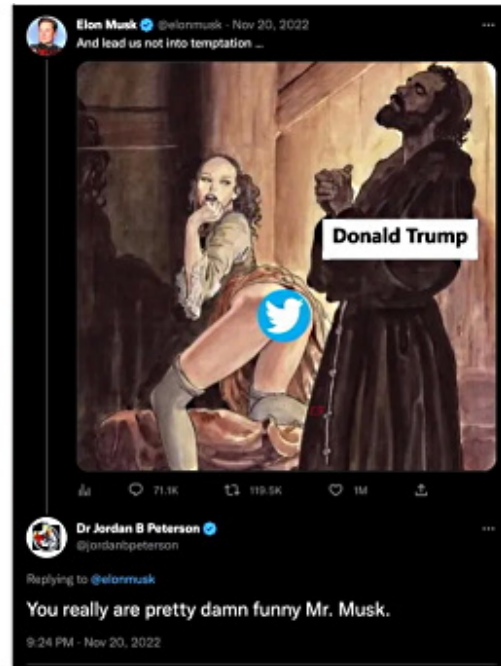 Elon Musk @elonmusk · Nov 20, 2022
And lead us not into temptation ...
Donald Trump
71.1K 119.5K 1M
Dr Jordan B Peterson
@jordanbpeterson
Replying to @elonmusk
You really are pretty damn funny Mr. Musk.
9:24 PM · Nov 20, 2022